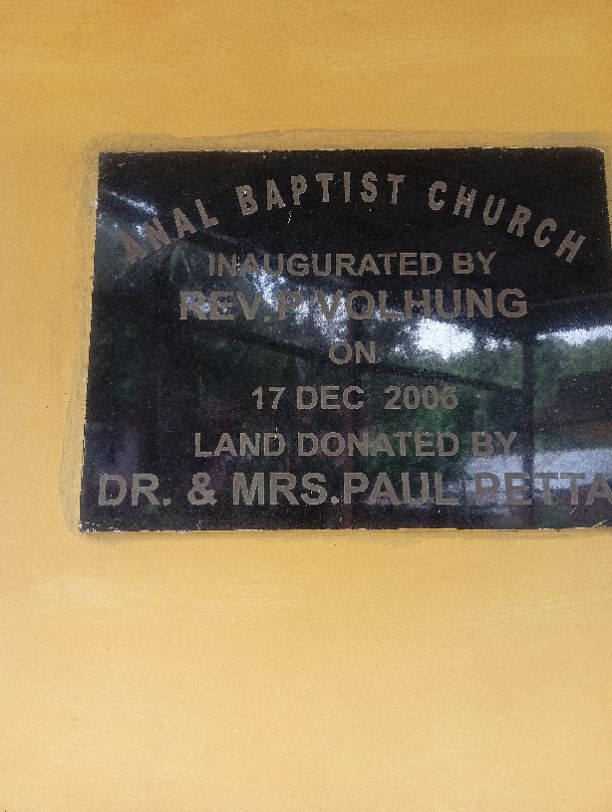 ANAL BAPTIST CHURCH
INAUGURATED BY
REV.P.VOLHUNG
ON
17 DEC 2006
LAND DONATED BY
DR. & MRS.PAUL PETTA